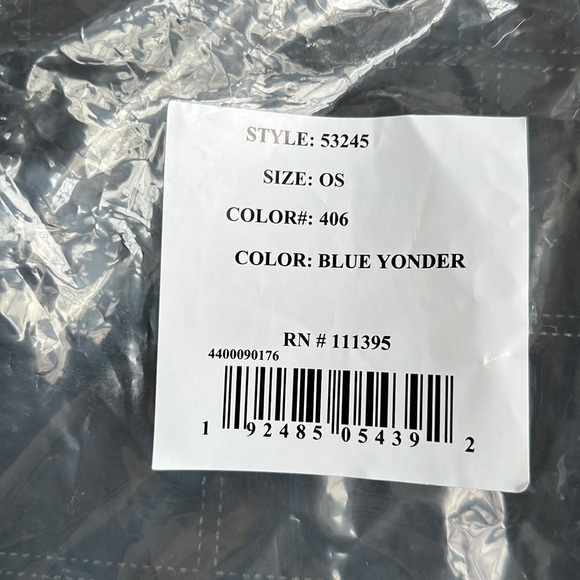 STYLE: 53245
SIZE: OS
COLOR#: 406
COLOR: BLUE YONDER
RN # 111395
4400090176
1 92485 05439 2